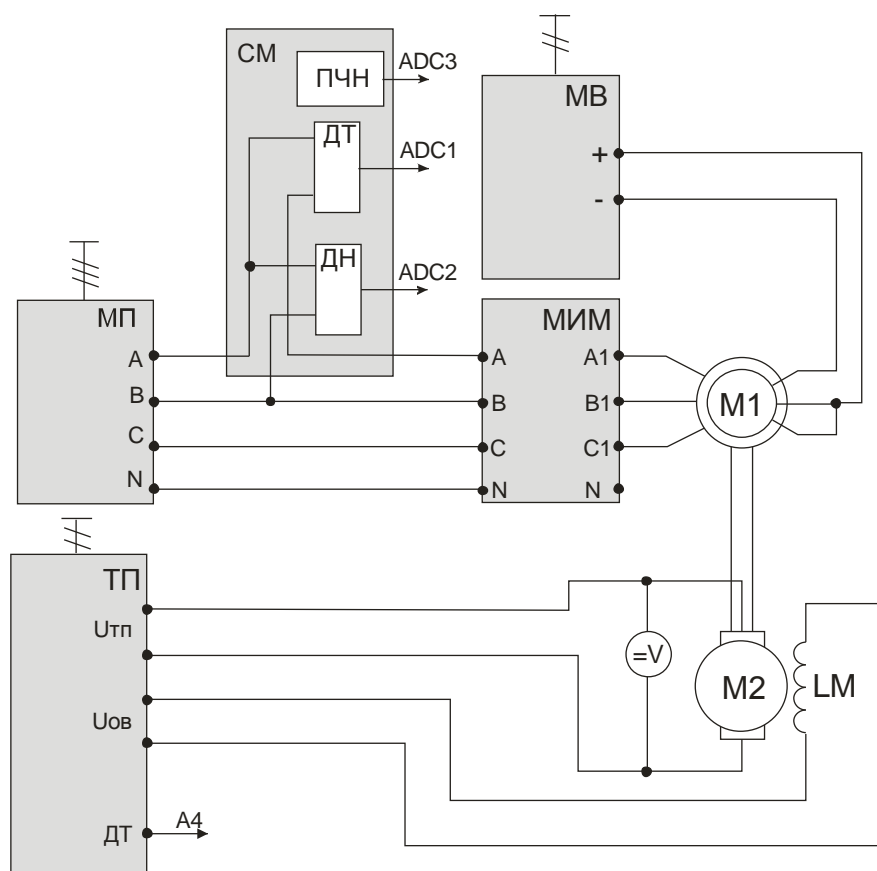 СМ
ПЧН
ADC3
ДТ
ADC1
ДН
ADC2
МВ
+
-
МП
A
B
C
N
МИМ
A
B
C
N
A1
B1
C1
N
M1
ТП
Uтп
Uов
ДТ
A4
=V
M2
LM